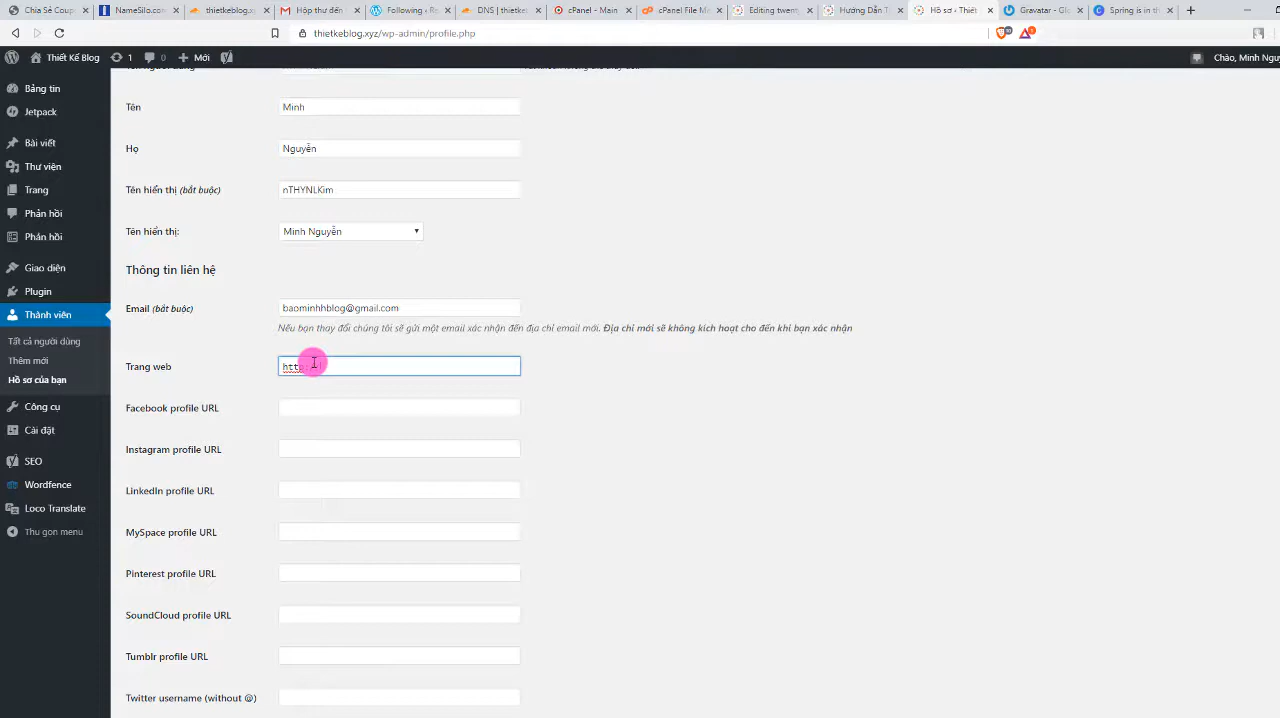 Chia Sẻ Coup
NameSilo.com
thietkeblog.xy
Hộp thư đến
Following ‹ Re
DNS | thietke
cPanel - Main
cPanel File Me
Editing twent
Hướng Dẫn T
Hồ sơ ‹ Thiết
Gravatar - Glo
Spring is in th
thietkeblog.xyz/wp-admin/profile.php
Thiết Kế Blog
1
0
Mới
Chào, Minh Nguy
Bảng tin
Jetpack
Bài viết
Thư viện
Trang
Phản hồi
Phản hồi
Giao diện
Plugin
Thành viên
Tất cả người dùng
Thêm mới
Hồ sơ của bạn
Công cụ
Cài đặt
SEO
Wordfence
Loco Translate
Thu gọn menu
Tên Minh
Họ Nguyễn
Tên hiển thị (bắt buộc) nTHYNLKim
Tên hiển thị: Minh Nguyễn
Thông tin liên hệ
Email (bắt buộc) baominhhblog@gmail.com
Nếu bạn thay đổi chúng tôi sẽ gửi một email xác nhận đến địa chỉ email mới. Địa chỉ mới sẽ không kích hoạt cho đến khi bạn xác nhận
Trang web
Facebook profile URL
Instagram profile URL
LinkedIn profile URL
MySpace profile URL
Pinterest profile URL
SoundCloud profile URL
Tumblr profile URL
Twitter username (without @)